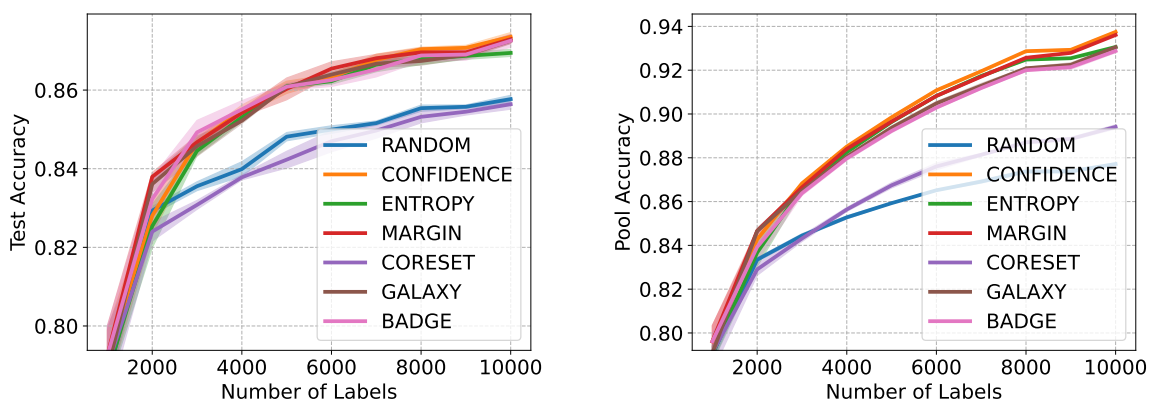 Test Accuracy
0.86
0.84
0.82
0.80
2000 4000 6000 8000 10000
Number of Labels
RANDOM
CONFIDENCE
ENTROPY
MARGIN
CORESET
GALAXY
BADGE
Pool Accuracy
0.94
0.92
0.90
0.88
0.86
0.84
0.82
0.80
2000 4000 6000 8000 10000
Number of Labels
RANDOM
CONFIDENCE
ENTROPY
MARGIN
CORESET
GALAXY
BADGE